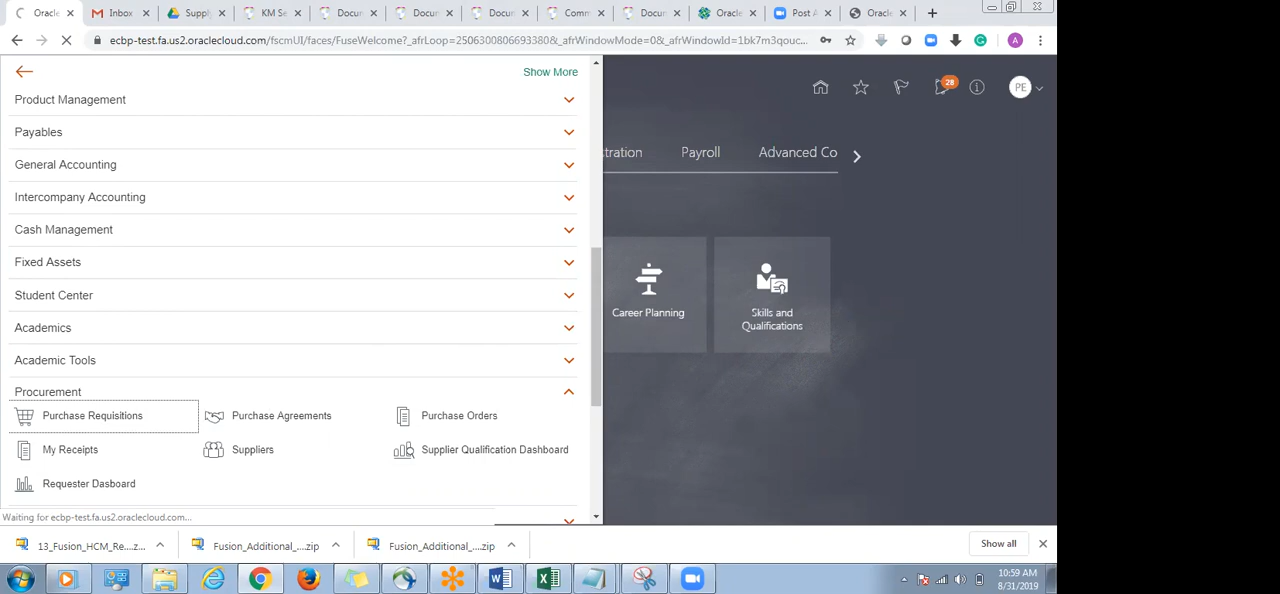 Oracle
Inbox
Supply
KM Se
Docum
Docum
Docum
Comm
Docum
Oracle
Post A
Oracle
ecbp-test.fa.us2.oraclecloud.com/fscmUI/faces/FuseWelcome?_afrLoop=2506300806693380&_afrWindowMode=0&_afrWindowId=1bk7m3qouc...
A
Show More
28
PE
Product Management
Payables
General Accounting
Intercompany Accounting
Cash Management
Fixed Assets
Student Center
Academics
Academic Tools
Procurement
Purchase Requisitions
Purchase Agreements
Purchase Orders
My Receipts
Suppliers
Supplier Qualification Dashboard
Requester Dasboard
stration
Payroll
Advanced Co
Career Planning
Skills and
Qualifications
Waiting for ecbp-test.fa.us2.oraclecloud.com...
13_Fusion_HCM_Re....z...
Fusion_Additional_....zip
Fusion_Additional_....zip
Show all
10:59 AM
8/31/2019